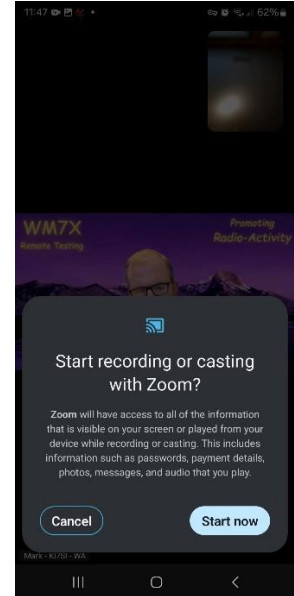 11:47
62%
WM7X
Remote Testing
Promoting
Radio-Activity
Start recording or casting
with Zoom?
Zoom will have access to all of the information
that is visible on your screen or played from your
device while recording or casting. This includes
information such as passwords, payment details,
photos, messages, and audio that you play.
Cancel
Start now
Mark - KI7SI - WA